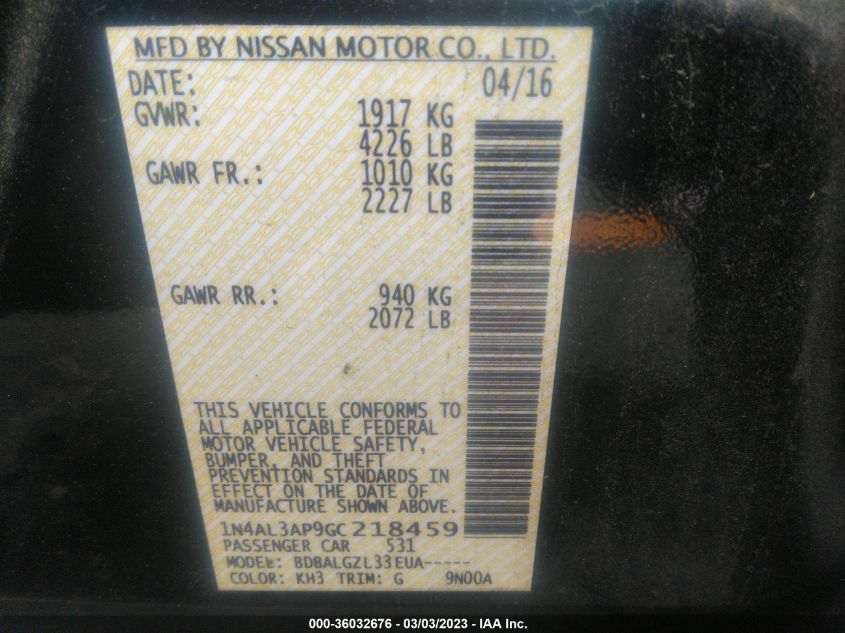 MFD BY NISSAN MOTOR CO., LTD.
DATE: 04/16
GVWR: 1917 KG
4226 LB
GAWR FR.: 1010 KG
2227 LB
GAWR RR.: 940 KG
2072 LB
THIS VEHICLE CONFORMS TO
ALL APPLICABLE FEDERAL
MOTOR VEHICLE SAFETY,
BUMPER, AND THEFT
PREVENTION STANDARDS IN
EFFECT ON THE DATE OF
MANUFACTURE SHOWN ABOVE.
1N4AL3AP9GC218459
PASSENGER CAR 531
MODEL: BDBALGZL33EUA-----
COLOR: KH3 TRIM: G 9N00A
000-36032676 - 03/03/2023 - IAA Inc.